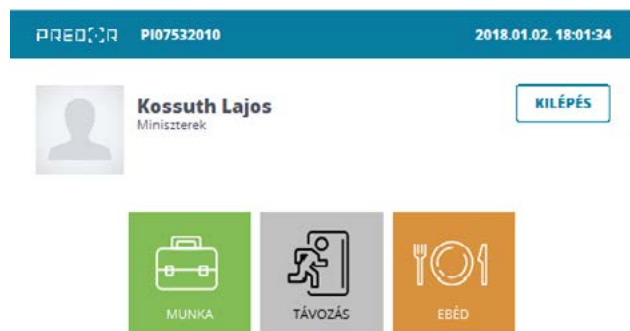 PREDOR PI07532010 2018.01.02. 18:01:34
Kossuth Lajos
Miniszterek
KILÉPÉS
MUNKA TÁVOZÁS EBÉD